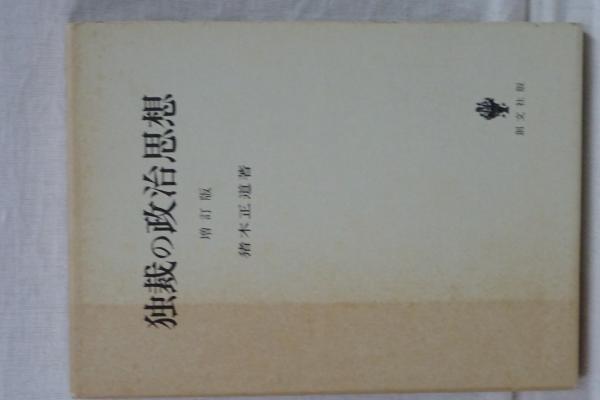 独裁の政治思想
増訂版
猪木正道著
創文社版